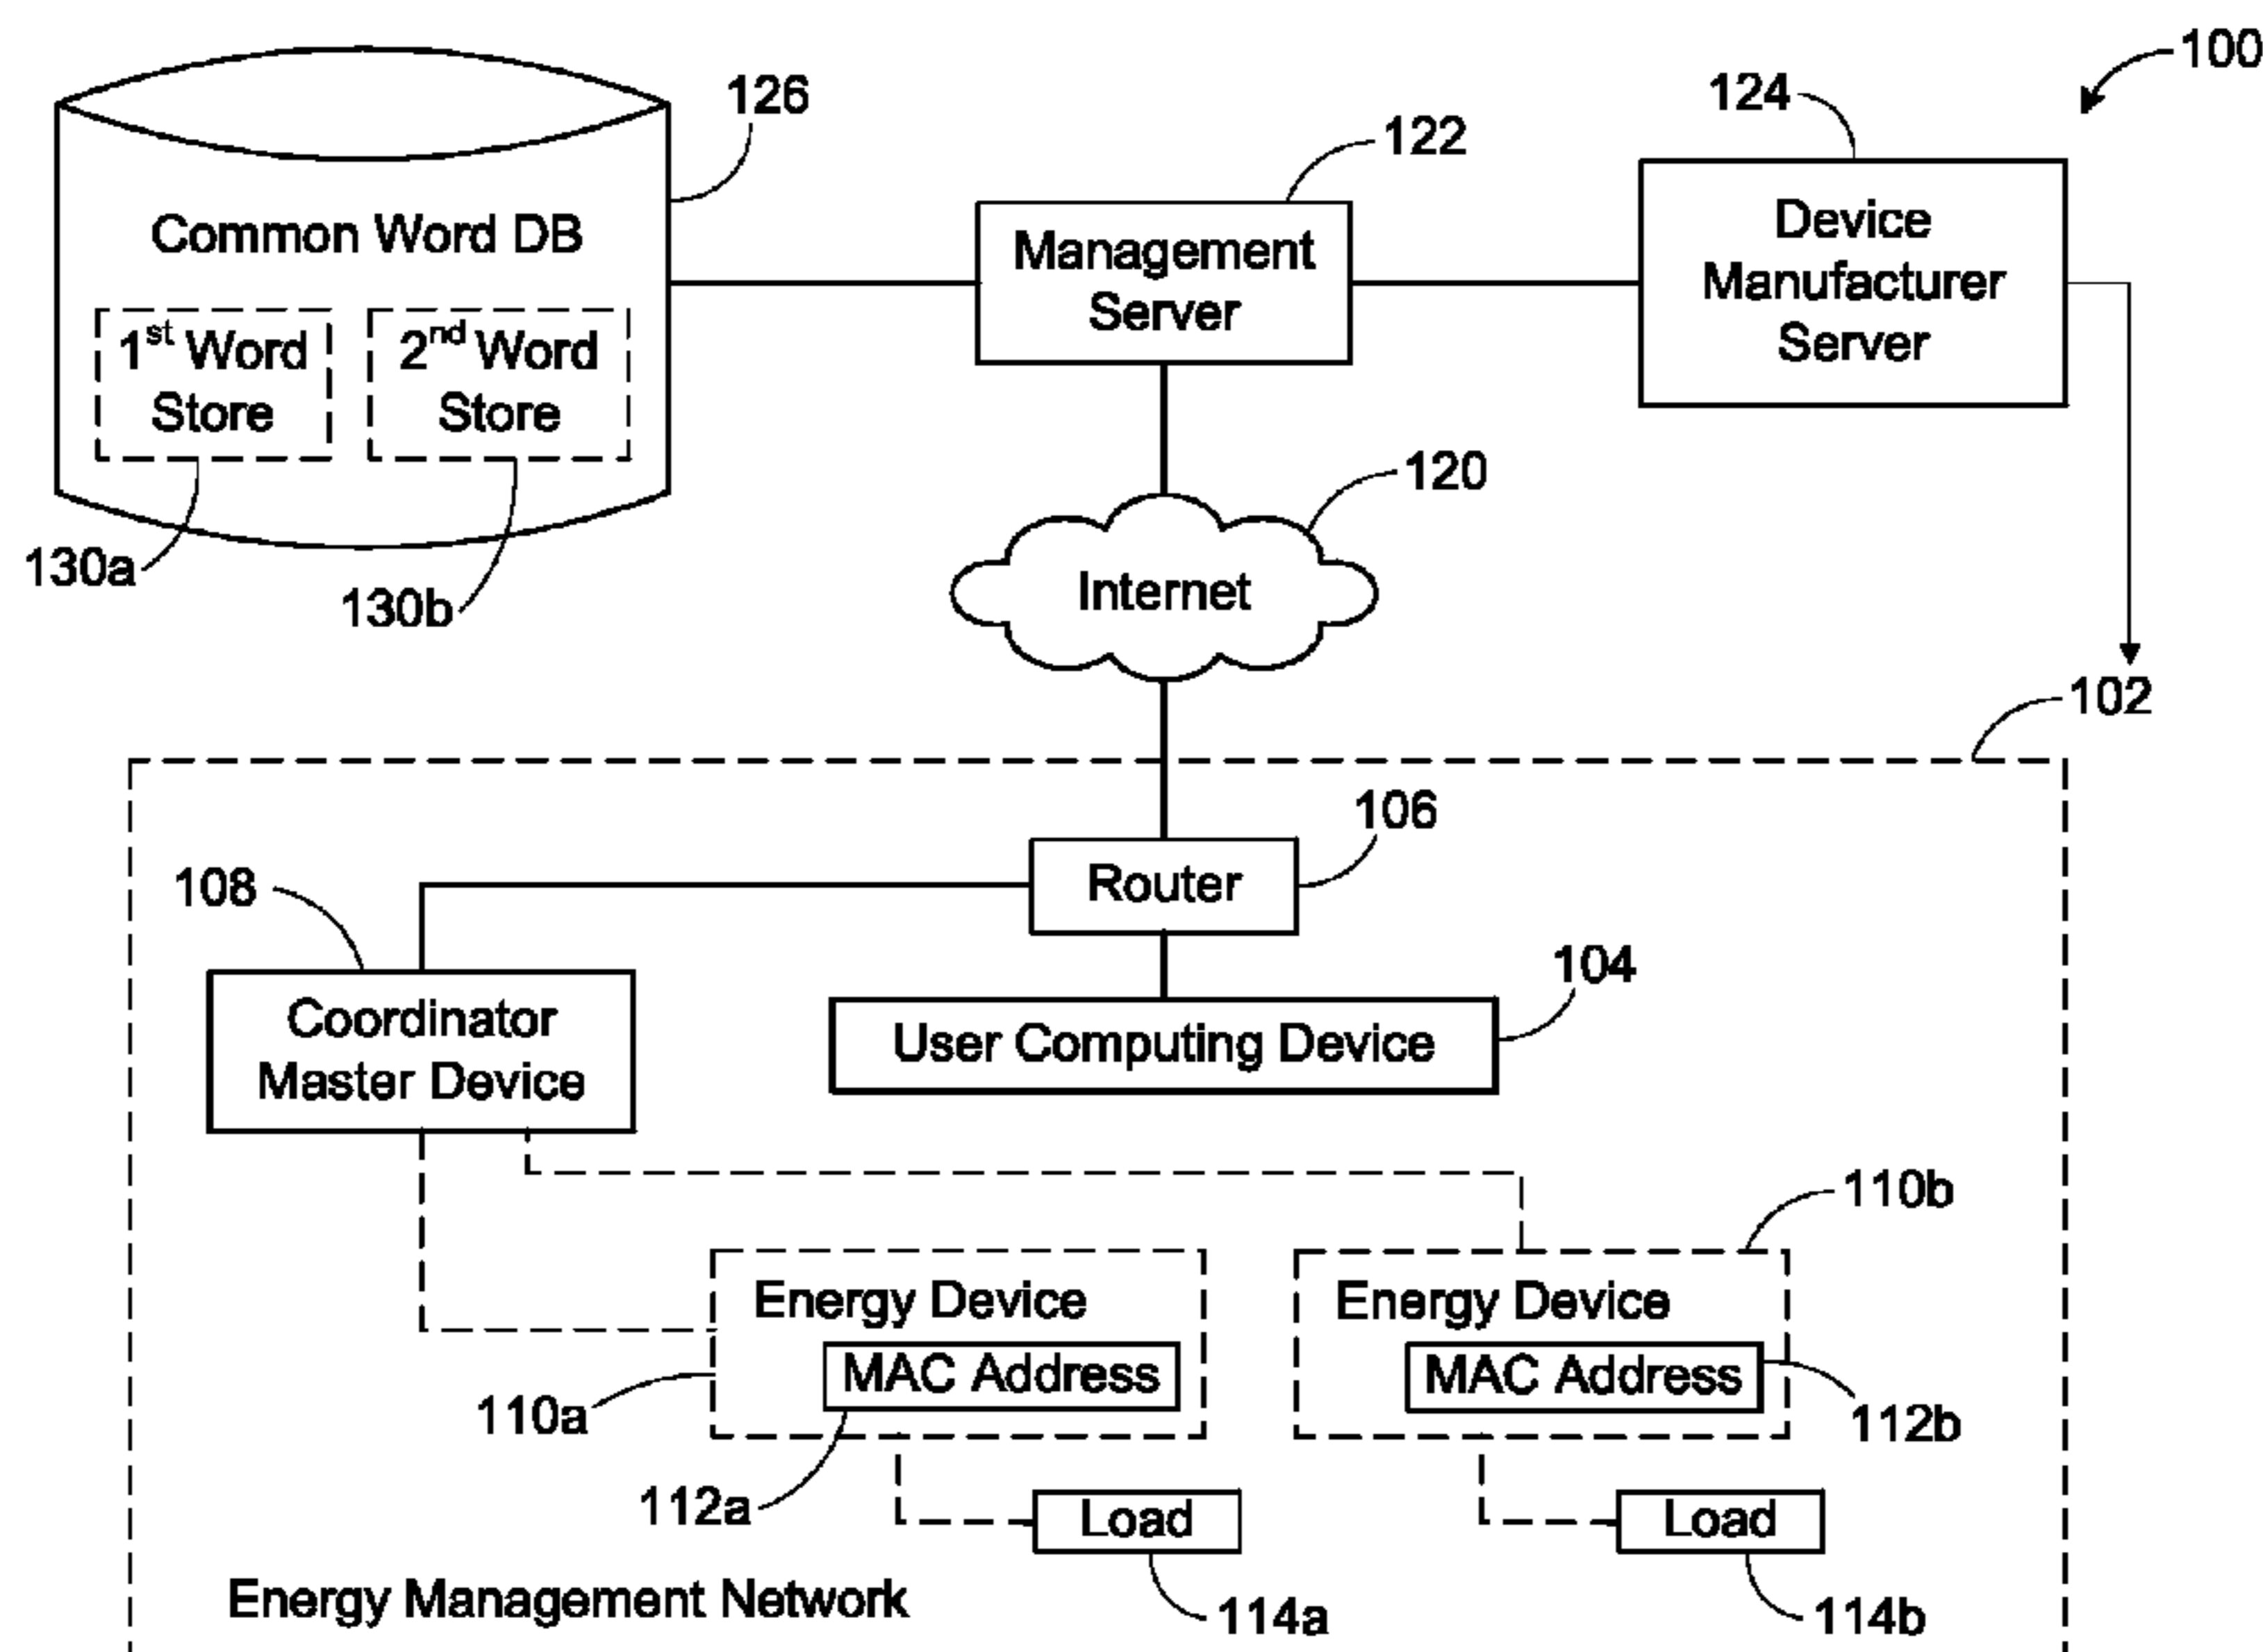 100
126
124
122
Common Word DB
Management
Server
Device
Manufacturer
Server
1st Word
Store
2nd Word
Store
120
130a
130b
Internet
102
106
108
Router
104
Coordinator
Master Device
User Computing Device
110b
Energy Device
MAC Address
Energy Device
MAC Address
110a
112b
112a
Load
Load
Energy Management Network
114a
114b